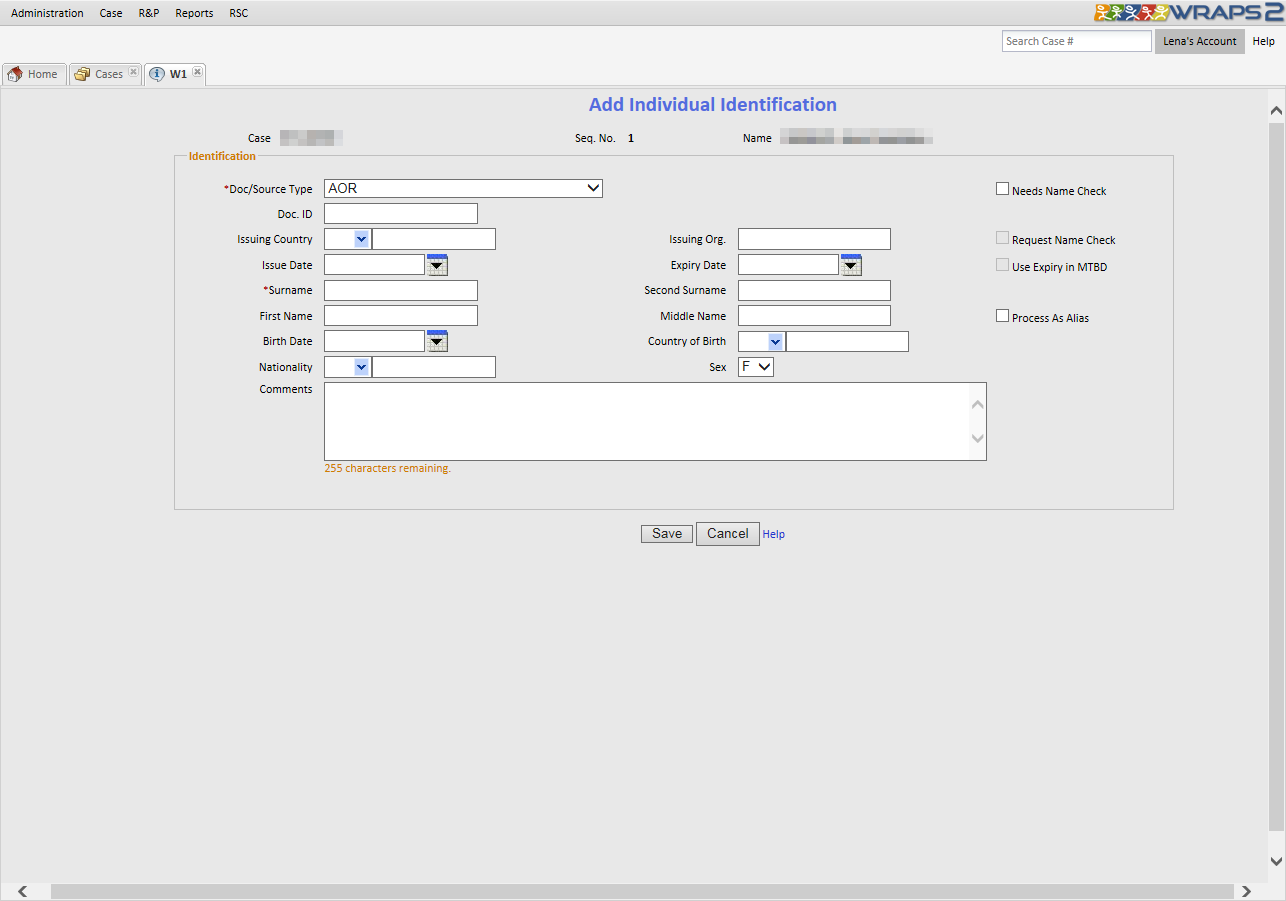 Administration Case R&P Reports RSC WRAPS2
Search Case # Lena's Account Help
Home Cases W1
Add Individual Identification
Case Seq. No. 1 Name
Identification
*Doc/Source Type AOR Needs Name Check
Doc. ID
Issuing Country Issuing Org. Request Name Check
Issue Date Expiry Date Use Expiry in MTBD
*Surname Second Surname
First Name Middle Name Process As Alias
Birth Date Country of Birth
Nationality Sex F
Comments
255 characters remaining.
Save Cancel Help